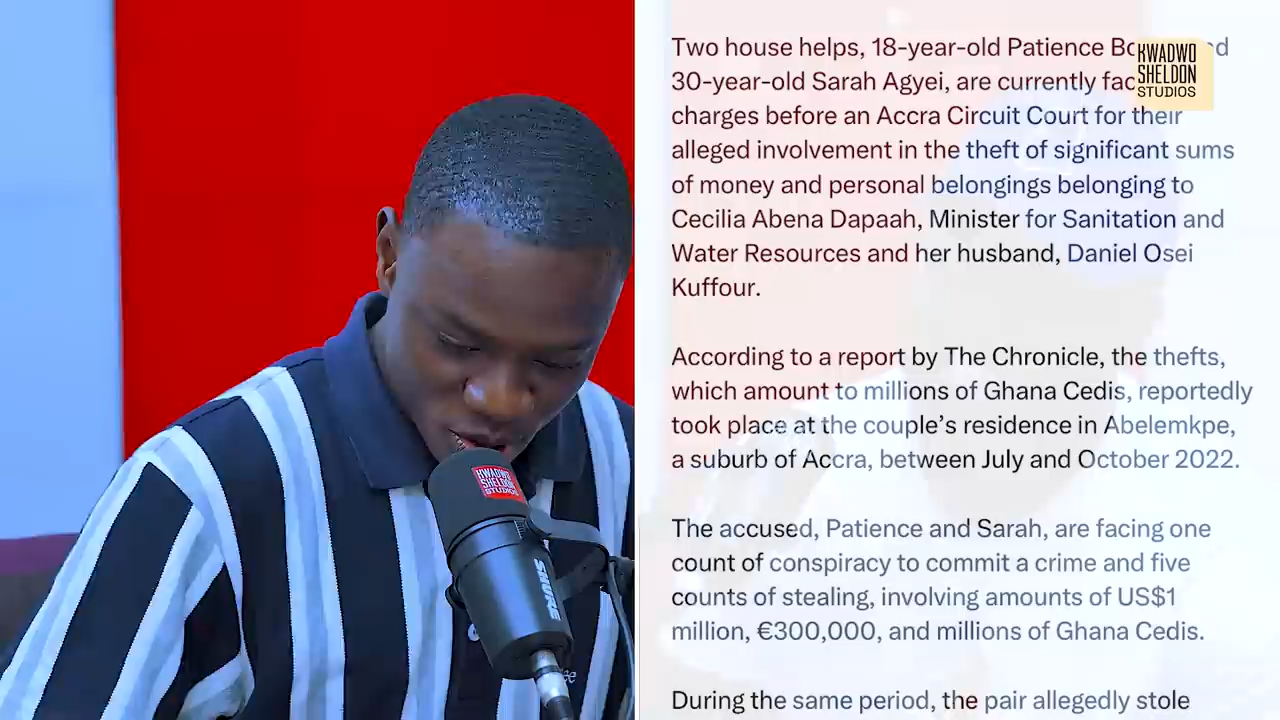 Two house helps, 18-year-old Patience
30-year-old Sarah Agyei, are currently
charges before an Accra Circuit Court for their
alleged involvement in the theft of significant sums
of money and personal belongings belonging to
Cecilia Abena Dapaah, Minister for Sanitation and
Water Resources and her husband, Daniel Osei
Kuffour.
According to a report by The Chronicle, the thefts,
which amount to millions of Ghana Cedis, reportedly
took place at the couple’s residence in Abelemkpe,
a suburb of Accra, between July and October 2022.
The accused, Patience and Sarah, are facing one
count of conspiracy to commit a crime and five
counts of stealing, involving amounts of US$1
million, €300,000, and millions of Ghana Cedis.
During the same period, the pair allegedly stole
KWADWO
SHELDON
STUDIOS
KWADWO
SHELDON
STUDIOS
SHURE